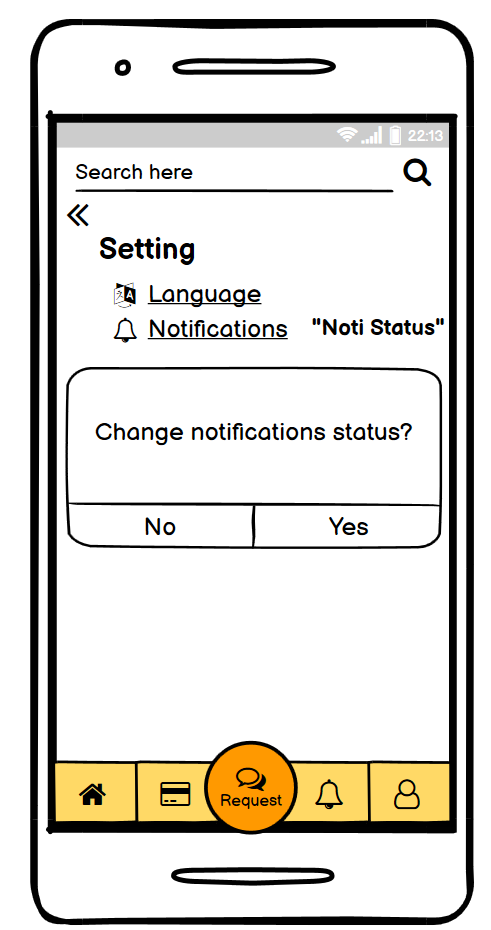 22:13
Search here
Setting
Language
Notifications "Noti Status"
Change notifications status?
No Yes
Request